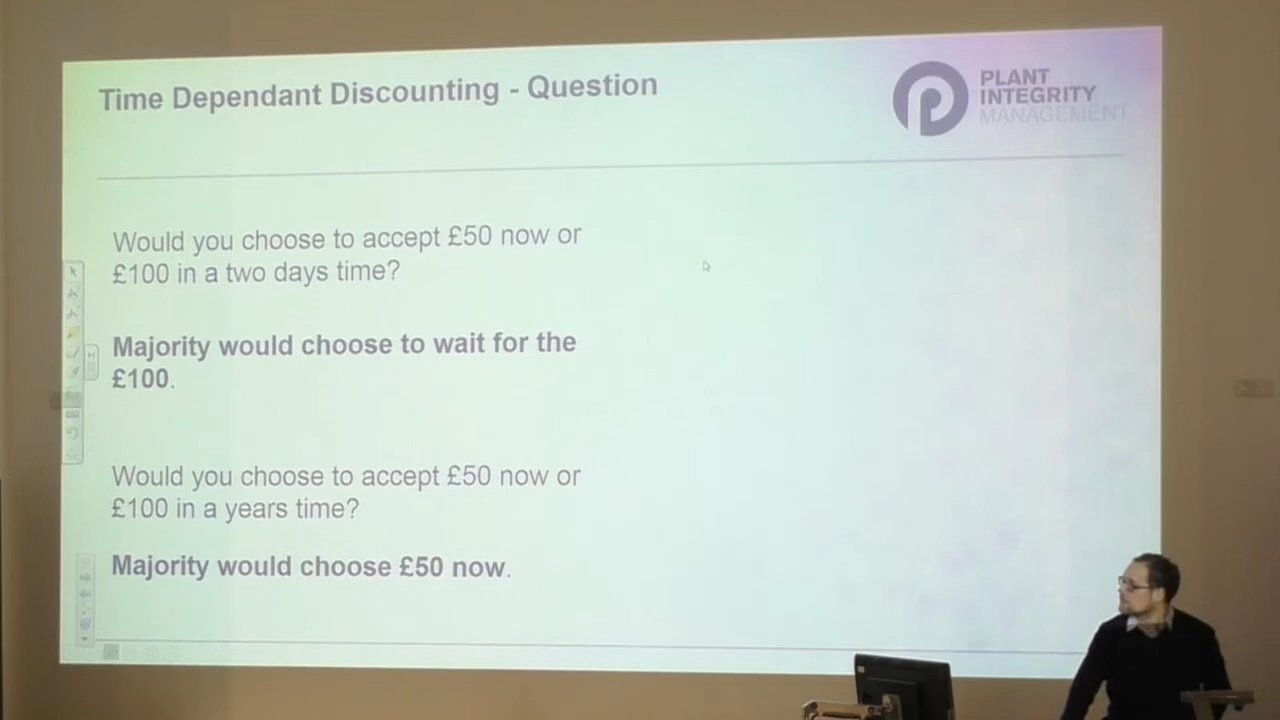 Time Dependant Discounting - Question
PLANT
INTEGRITY
MANAGEMENT
Would you choose to accept £50 now or
£100 in a two days time?
Majority would choose to wait for the
£100.
Would you choose to accept £50 now or
£100 in a years time?
Majority would choose £50 now.